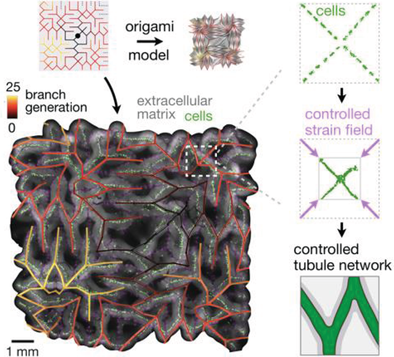 origami
model
cells
25
0
branch
generation
extracellular
matrix cells
controlled
strain field
controlled
tubule network
1 mm